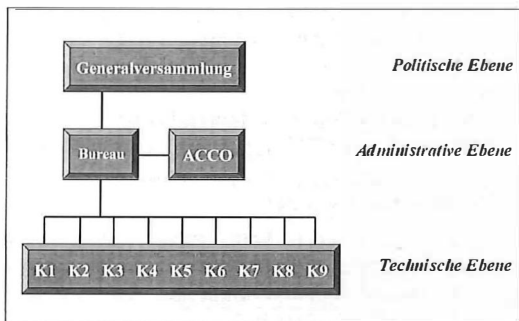 Generalversammlung Politische Ebene
Bureau ACCO Administrative Ebene
K1 K2 K3 K4 K5 K6 K7 K8 K9 Technische Ebene